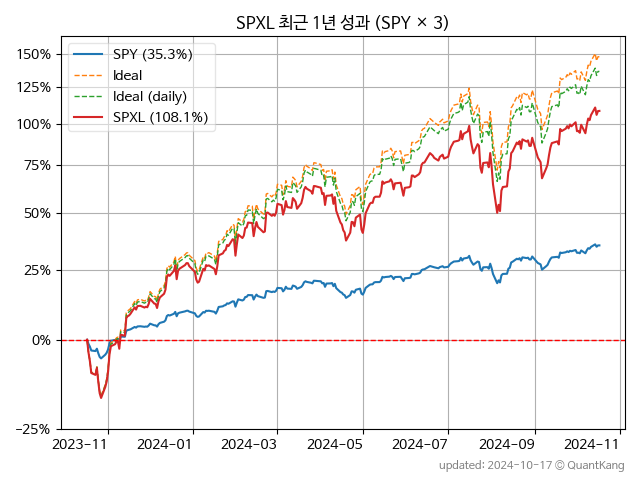 SPXL 최근 1년 성과 (SPY × 3)
SPY (35.3%)
Ideal
Ideal (daily)
SPXL (108.1%)
150%
125%
100%
75%
50%
25%
0%
−25%
2023−11
2024−01
2024−03
2024−05
2024−07
2024−09
2024−11
updated: 2024-10-17 © QuantKang